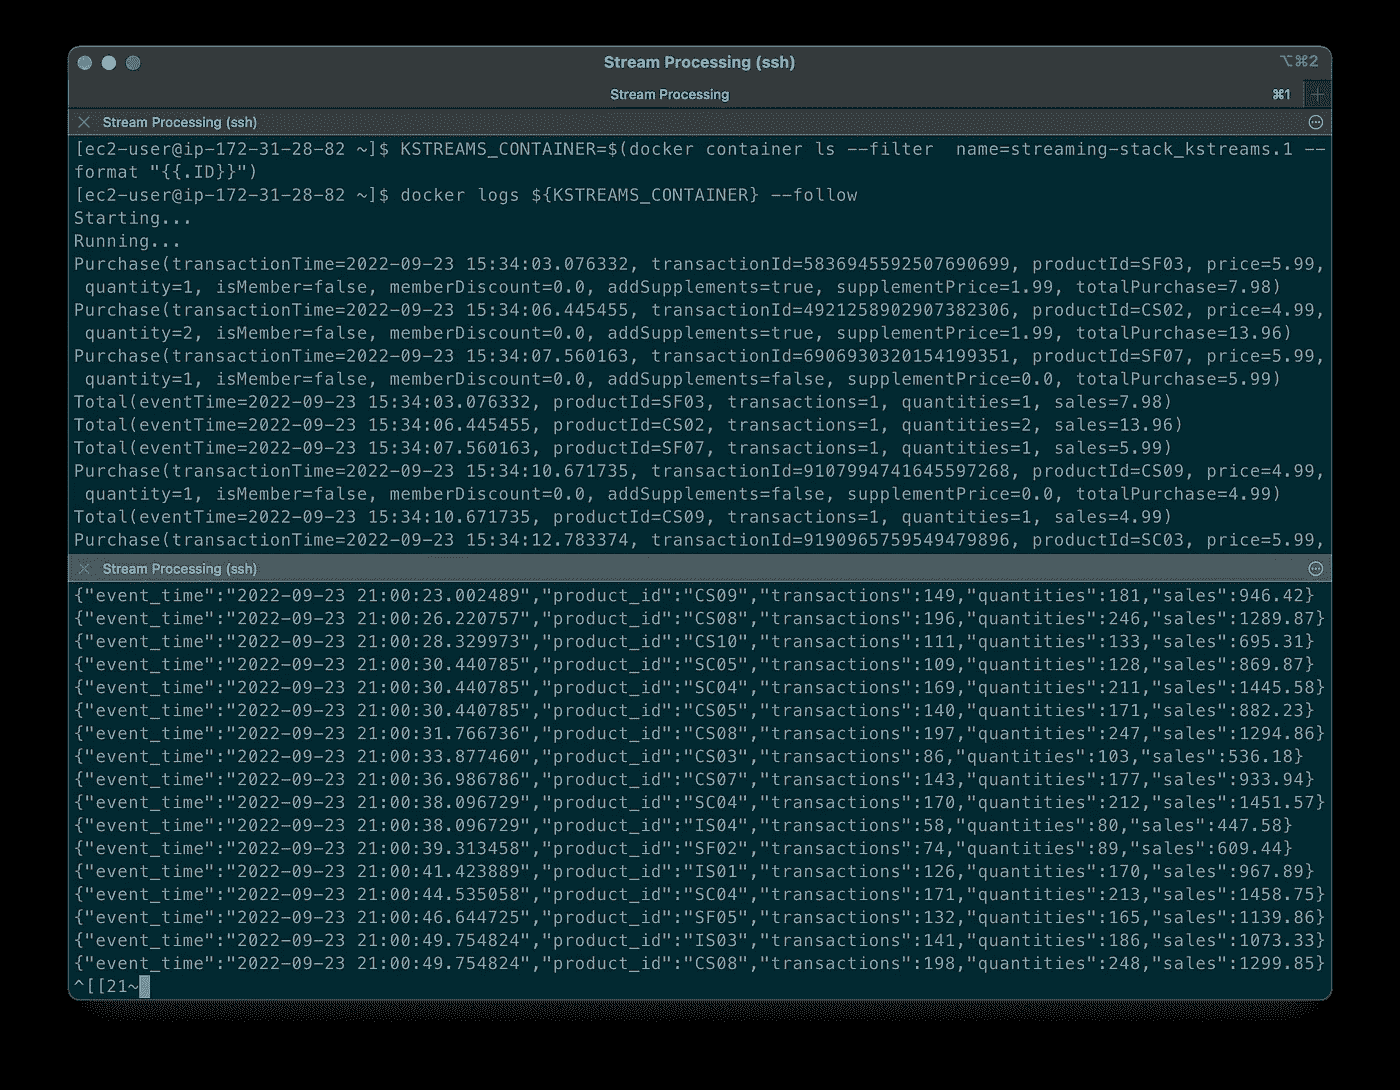 Stream Processing (ssh)
⌥⌘2
Stream Processing
⌘1
+
Stream Processing (ssh)
[ec2-user@ip-172-31-28-82 ~]$ KSTREAMS_CONTAINER=$(docker container ls --filter  name=streaming-stack_kstreams.1 --
format "{{.ID}}")
[ec2-user@ip-172-31-28-82 ~]$ docker logs ${KSTREAMS_CONTAINER} --follow
Starting...
Running...
Purchase(transactionTime=2022-09-23 15:34:03.076332, transactionId=5836945592507690699, productId=SF03, price=5.99,
 quantity=1, isMember=false, memberDiscount=0.0, addSupplements=true, supplementPrice=1.99, totalPurchase=7.98)
Purchase(transactionTime=2022-09-23 15:34:06.445455, transactionId=4921258902907382306, productId=CS02, price=4.99,
 quantity=2, isMember=false, memberDiscount=0.0, addSupplements=true, supplementPrice=1.99, totalPurchase=13.96)
Purchase(transactionTime=2022-09-23 15:34:07.560163, transactionId=6906930320154199351, productId=SF07, price=5.99,
 quantity=1, isMember=false, memberDiscount=0.0, addSupplements=false, supplementPrice=0.0, totalPurchase=5.99)
Total(eventTime=2022-09-23 15:34:03.076332, productId=SF03, transactions=1, quantities=1, sales=7.98)
Total(eventTime=2022-09-23 15:34:06.445455, productId=CS02, transactions=1, quantities=2, sales=13.96)
Total(eventTime=2022-09-23 15:34:07.560163, productId=SF07, transactions=1, quantities=1, sales=5.99)
Purchase(transactionTime=2022-09-23 15:34:10.671735, transactionId=9107994741645597268, productId=CS09, price=4.99,
 quantity=1, isMember=false, memberDiscount=0.0, addSupplements=false, supplementPrice=0.0, totalPurchase=4.99)
Total(eventTime=2022-09-23 15:34:10.671735, productId=CS09, transactions=1, quantities=1, sales=4.99)
Purchase(transactionTime=2022-09-23 15:34:12.783374, transactionId=9190965759549479896, productId=SC03, price=5.99,
Stream Processing (ssh)
{"event_time":"2022-09-23 21:00:23.002489","product_id":"CS09","transactions":149,"quantities":181,"sales":946.42}
{"event_time":"2022-09-23 21:00:26.220757","product_id":"CS08","transactions":196,"quantities":246,"sales":1289.87}
{"event_time":"2022-09-23 21:00:28.329973","product_id":"CS10","transactions":111,"quantities":133,"sales":695.31}
{"event_time":"2022-09-23 21:00:30.440785","product_id":"SC05","transactions":109,"quantities":128,"sales":869.87}
{"event_time":"2022-09-23 21:00:30.440785","product_id":"SC04","transactions":169,"quantities":211,"sales":1445.58}
{"event_time":"2022-09-23 21:00:30.440785","product_id":"CS05","transactions":140,"quantities":171,"sales":882.23}
{"event_time":"2022-09-23 21:00:31.766736","product_id":"CS08","transactions":197,"quantities":247,"sales":1294.86}
{"event_time":"2022-09-23 21:00:33.877460","product_id":"CS03","transactions":86,"quantities":103,"sales":536.18}
{"event_time":"2022-09-23 21:00:36.986786","product_id":"CS07","transactions":143,"quantities":177,"sales":933.94}
{"event_time":"2022-09-23 21:00:38.096729","product_id":"SC04","transactions":170,"quantities":212,"sales":1451.57}
{"event_time":"2022-09-23 21:00:38.096729","product_id":"IS04","transactions":58,"quantities":80,"sales":447.58}
{"event_time":"2022-09-23 21:00:39.313458","product_id":"SF02","transactions":74,"quantities":89,"sales":609.44}
{"event_time":"2022-09-23 21:00:41.423889","product_id":"IS01","transactions":126,"quantities":170,"sales":967.89}
{"event_time":"2022-09-23 21:00:44.535058","product_id":"SC04","transactions":171,"quantities":213,"sales":1458.75}
{"event_time":"2022-09-23 21:00:46.644725","product_id":"SF05","transactions":132,"quantities":165,"sales":1139.86}
{"event_time":"2022-09-23 21:00:49.754824","product_id":"IS03","transactions":141,"quantities":186,"sales":1073.33}
{"event_time":"2022-09-23 21:00:49.754824","product_id":"CS08","transactions":198,"quantities":248,"sales":1299.85}
^[[21~